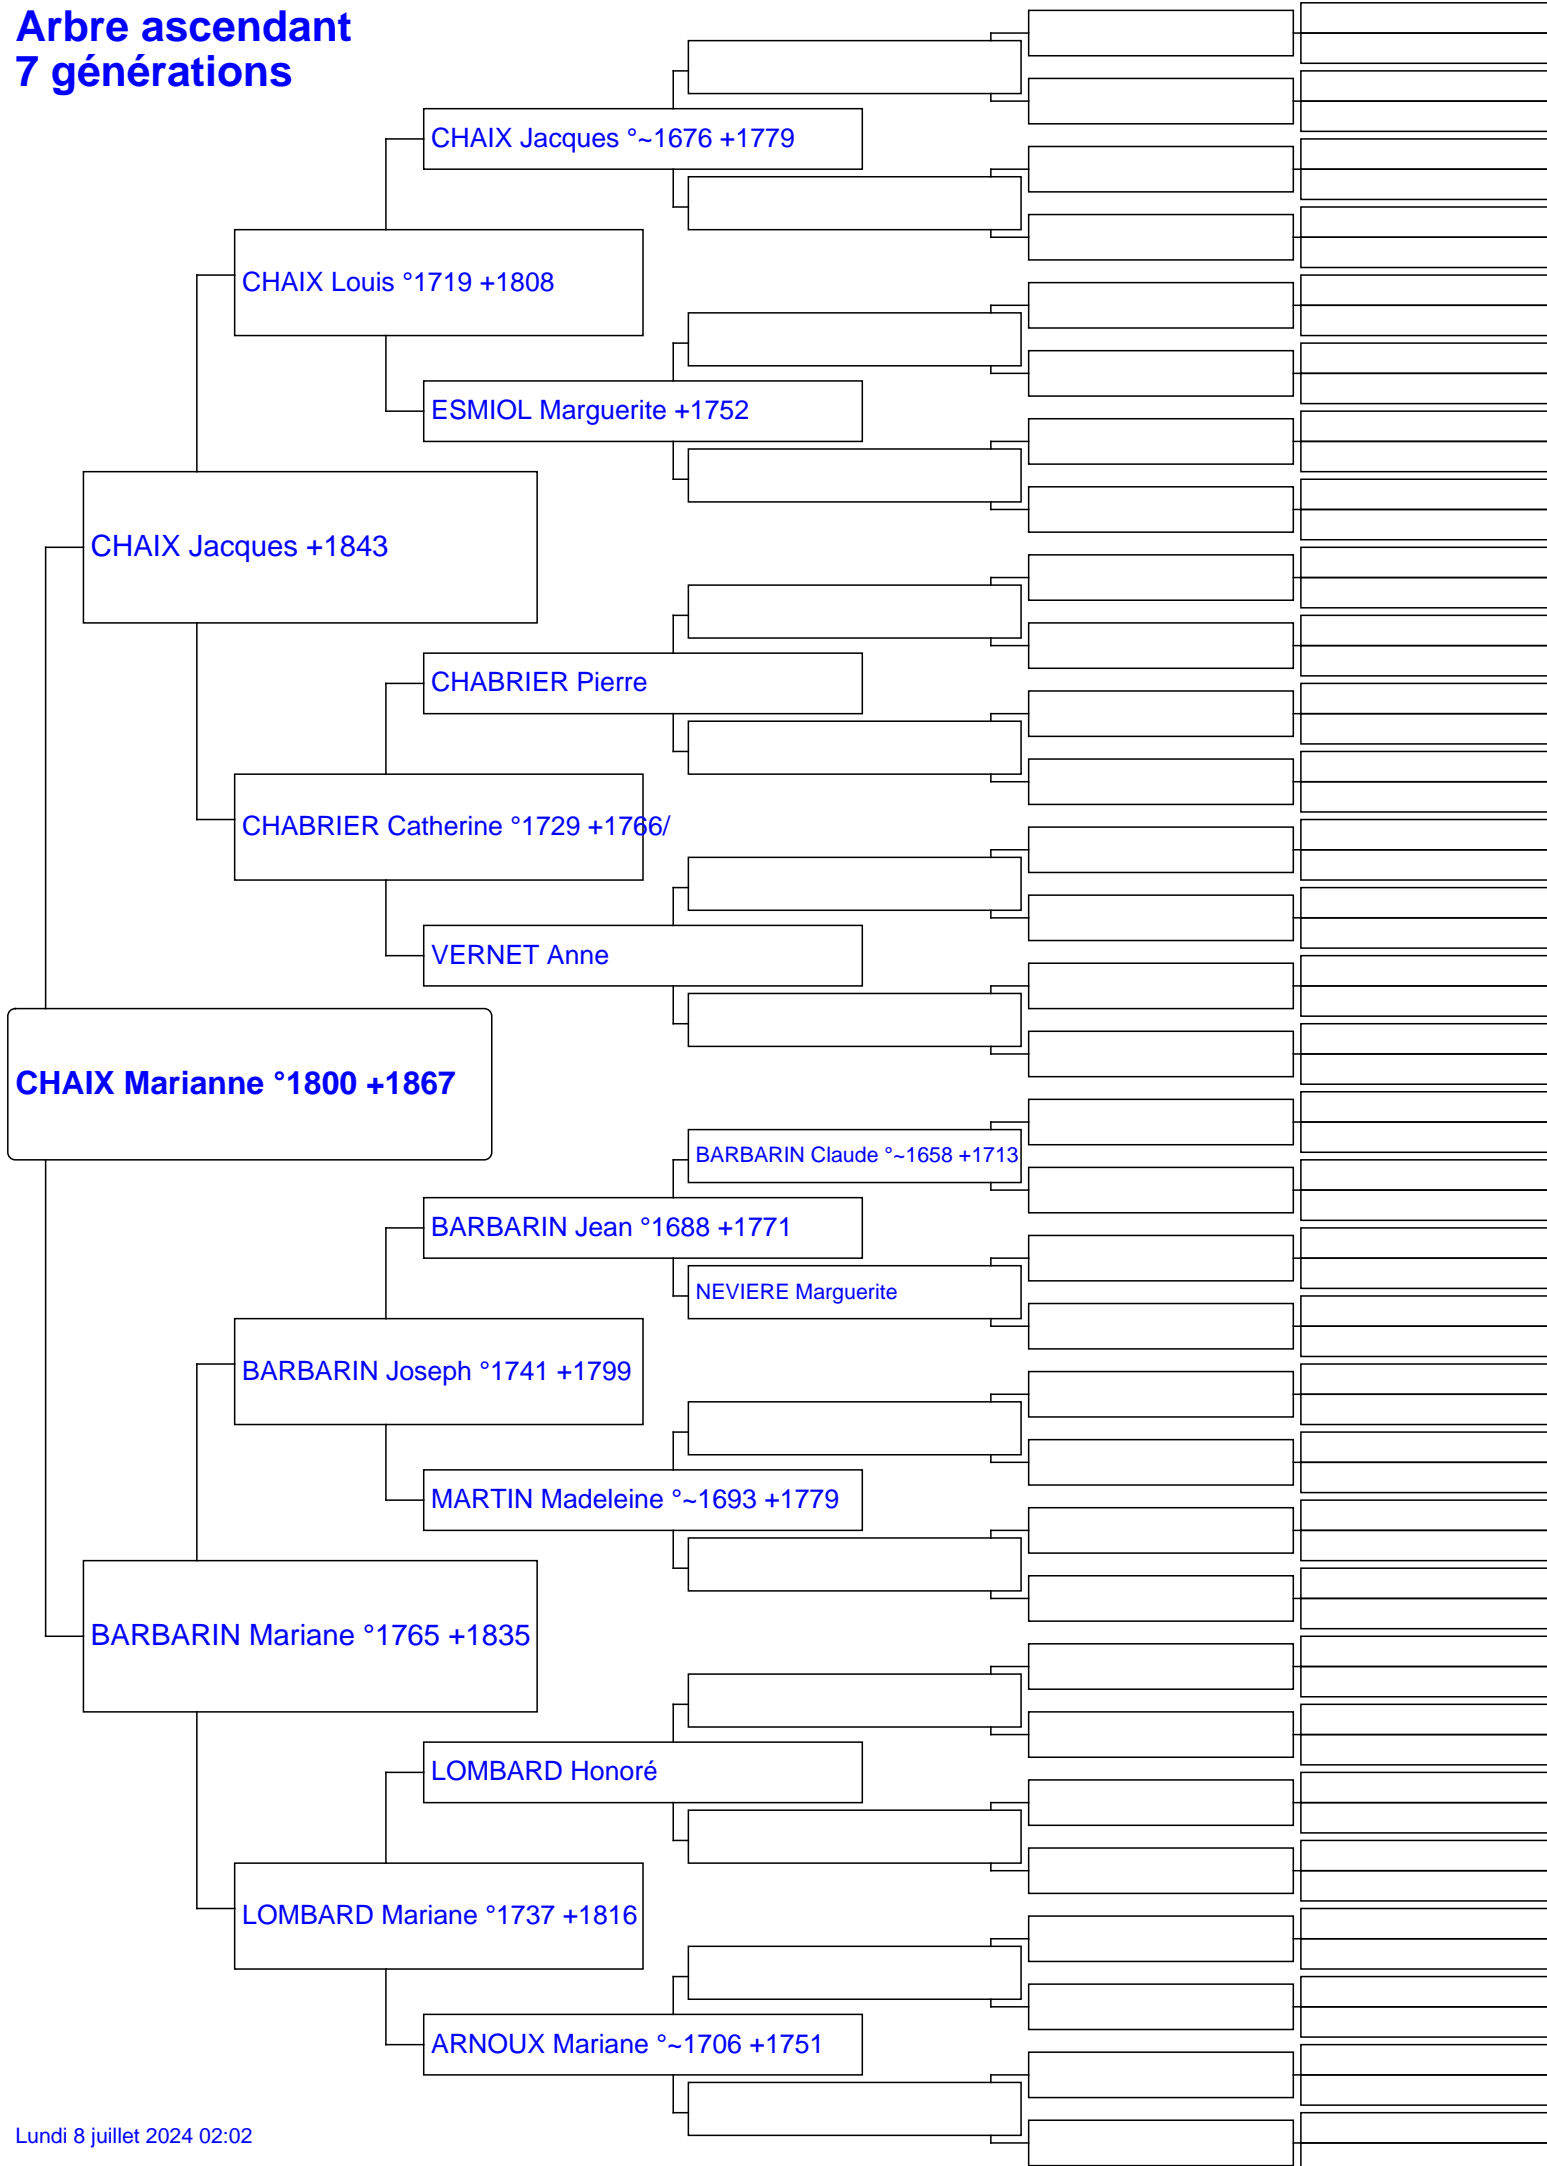 Arbre ascendant
7 générations
CHAIX Jacques °~1676 +1779
CHAIX Louis °1719 +1808
ESMIOL Marguerite +1752
CHAIX Jacques +1843
CHABRIER Pierre
CHABRIER Catherine °1729 +1766/
VERNET Anne
CHAIX Marianne °1800 +1867
BARBARIN Claude °~1658 +1713
BARBARIN Jean °1688 +1771
NEVIERE Marguerite
BARBARIN Joseph °1741 +1799
MARTIN Madeleine °~1693 +1779
BARBARIN Mariane °1765 +1835
LOMBARD Honoré
LOMBARD Mariane °1737 +1816
ARNOUX Mariane °~1706 +1751
Lundi 8 juillet 2024 02:02